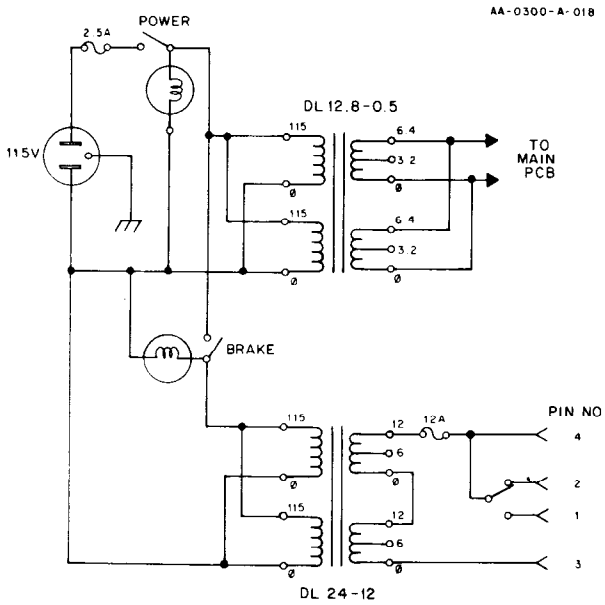 AA-0300-A-018
POWER
2.5A
DL 12.8-0.5
115
6.4
115V
3.2
TO
MAIN
PCB
Ø
Ø
115
6.4
3.2
Ø
Ø
BRAKE
115
12
12A
PIN NO
4
6
Ø
Ø
2
115
12
1
6
Ø
Ø
3
DL 24-12